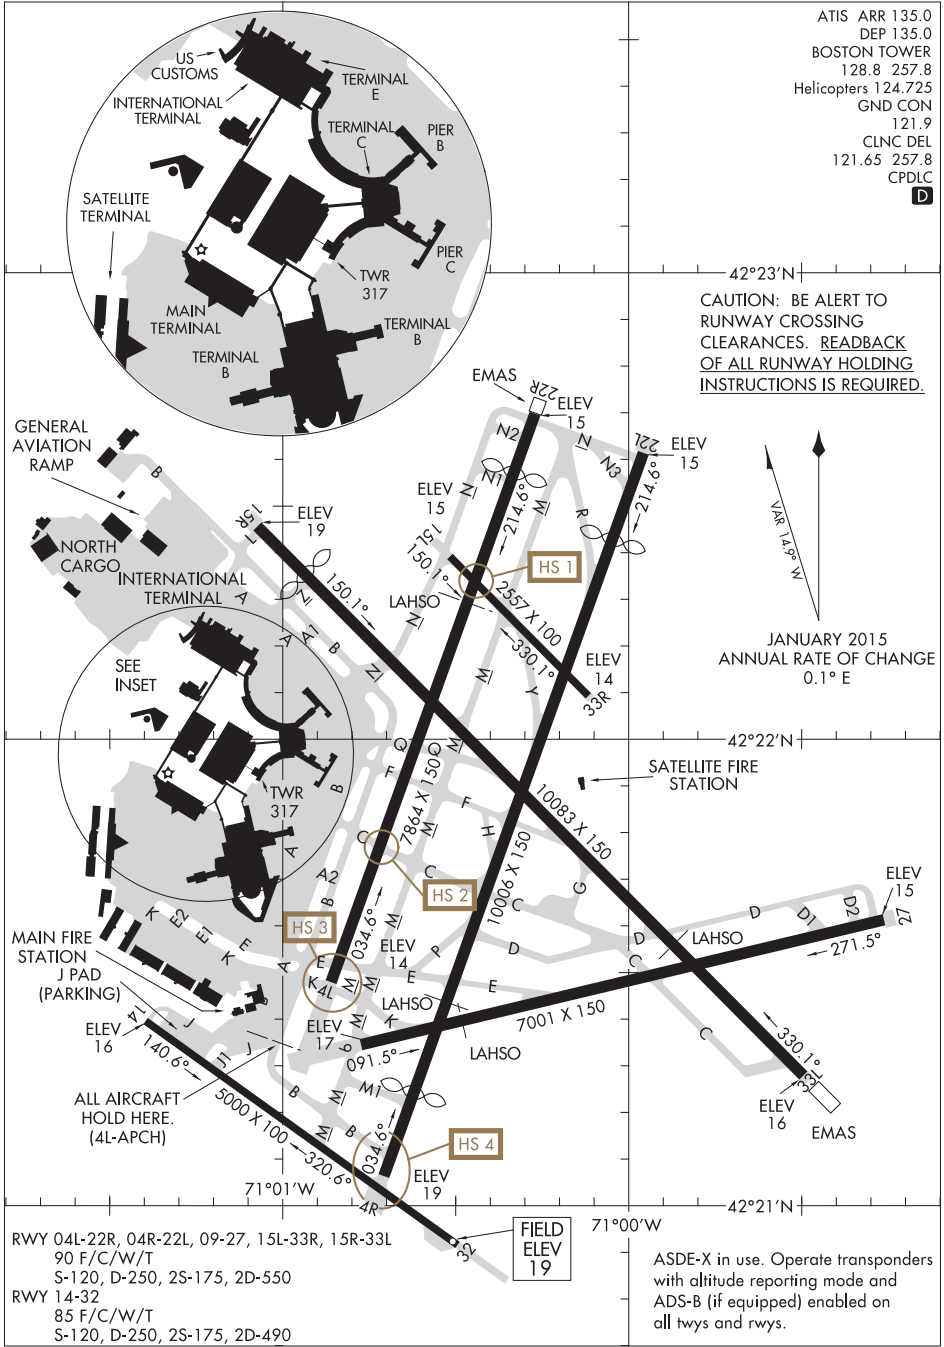 ATIS ARR 135.0
DEP 135.0
BOSTON TOWER
128.8 257.8
Helicopters 124.725
GND CON
121.9
CLNC DEL
121.65 257.8
CPDLC
D
US
CUSTOMS
TERMINAL
E
INTERNATIONAL
TERMINAL
TERMINAL
C
PIER
B
SATELLITE
TERMINAL
PIER
C
TWR
317
MAIN
TERMINAL
TERMINAL
B
TERMINAL
B
42°23'N
CAUTION: BE ALERT TO
RUNWAY CROSSING
CLEARANCES. READBACK
OF ALL RUNWAY HOLDING
INSTRUCTIONS IS REQUIRED.
EMAS
22R
ELEV
15
N2
N
N3
22L
ELEV
15
GENERAL
AVIATION
RAMP
B
ELEV
15
N
N1
M
214.6°
214.6°
R
VAR 14.9° W
15R
L
ELEV
19
15L
150.1°
HS 1
NORTH
CARGO
INTERNATIONAL
TERMINAL
A
N
150.1°
LAHSO
2557 X 100
A
A1
B
N
N
330.1°
M
Y
ELEV
14
33R
JANUARY 2015
ANNUAL RATE OF CHANGE
0.1° E
SEE
INSET
42°22'N
Q
Q
M
F
B
SATELLITE FIRE
STATION
TWR
317
7864 X 150
F
10083 X 150
A
C
M
H
10006 X 150
A2
C
C
G
HS 2
ELEV
15
K
E2
E1
E
K
B
HS 3
034.6°
M
P
D
D
D
D1
D2
27
MAIN FIRE
STATION
J PAD
(PARKING)
ELEV
14
A
E
K
4L
M
M
E
E
C
LAHSO
271.5°
LAHSO
14
J
ELEV
16
ELEV
17
M
K
9
091.5°
7001 X 150
LAHSO
C
330.1°
140.6°
J1
J
33L
ALL AIRCRAFT
HOLD HERE.
(4L-APCH)
B
M
M1
M
B
ELEV
16
EMAS
5000 X 100
320.6°
034.6°
HS 4
ELEV
19
71°01'W
4R
42°21'N
71°00'W
32
FIELD
ELEV
19
RWY 04L-22R, 04R-22L, 09-27, 15L-33R, 15R-33L
90 F/C/W/T
S-120, D-250, 2S-175, 2D-550
RWY 14-32
85 F/C/W/T
S-120, D-250, 2S-175, 2D-490
ASDE-X in use. Operate transponders
with altitude reporting mode and
ADS-B (if equipped) enabled on
all twys and rwys.